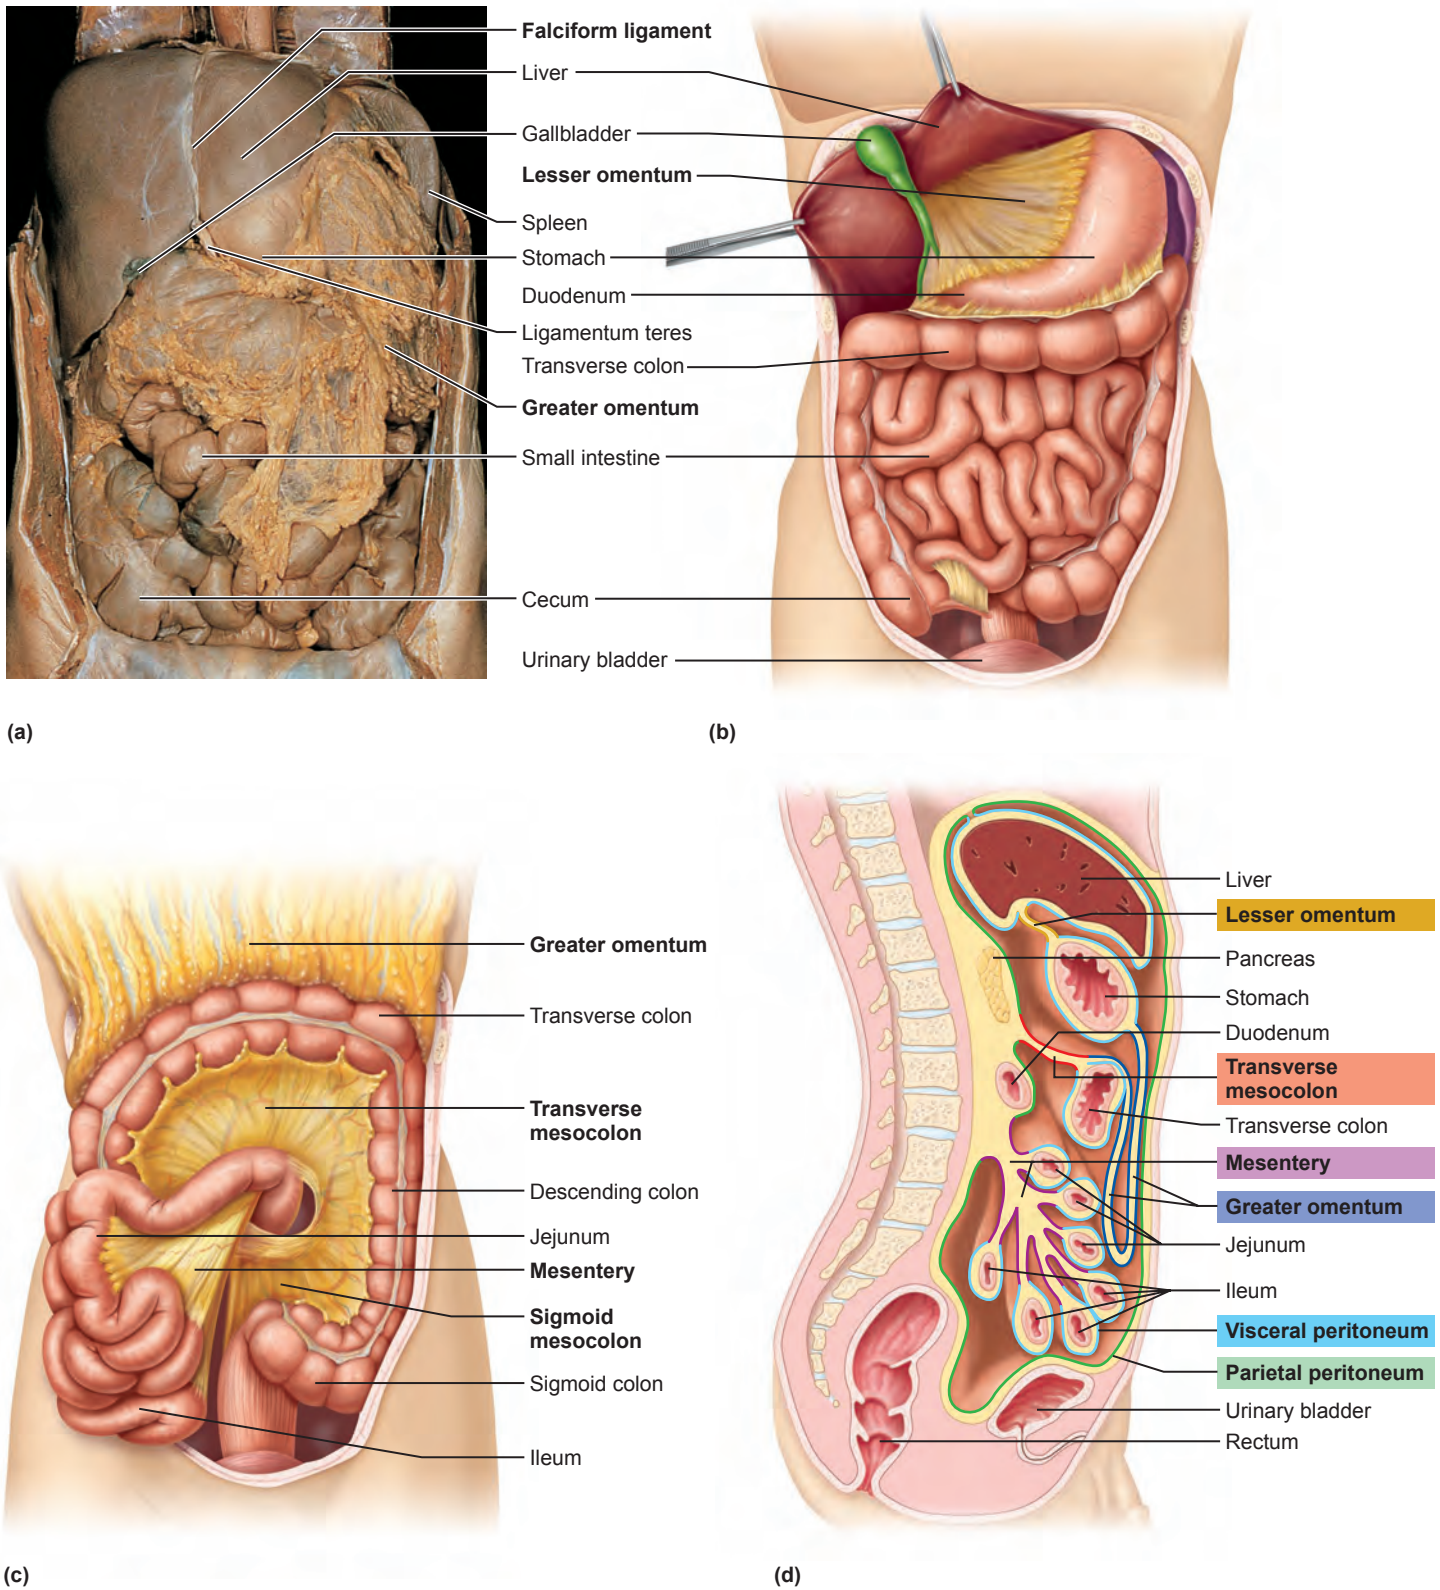 Falciform ligament
Liver
Gallbladder
Lesser omentum
Spleen
Stomach
Duodenum
Ligamentum teres
Transverse colon
Greater omentum
Small intestine
Cecum
Urinary bladder
(a)
(b)
Greater omentum
Transverse colon
Transverse
mesocolon
Descending colon
Jejunum
Mesentery
Sigmoid
mesocolon
Sigmoid colon
Ileum
(c)
Liver
Lesser omentum
Pancreas
Stomach
Duodenum
Transverse
mesocolon
Transverse colon
Mesentery
Greater omentum
Jejunum
Ileum
Visceral peritoneum
Parietal peritoneum
Urinary bladder
Rectum
(d)